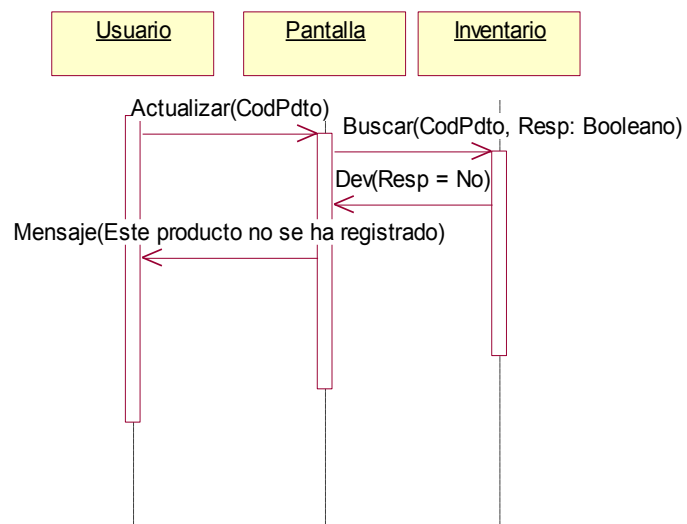 Usuario
Pantalla
Inventario
Actualizar(CodPdto)
Buscar(CodPdto, Resp: Booleano)
Dev(Resp = No)
Mensaje(Este producto no se ha registrado)